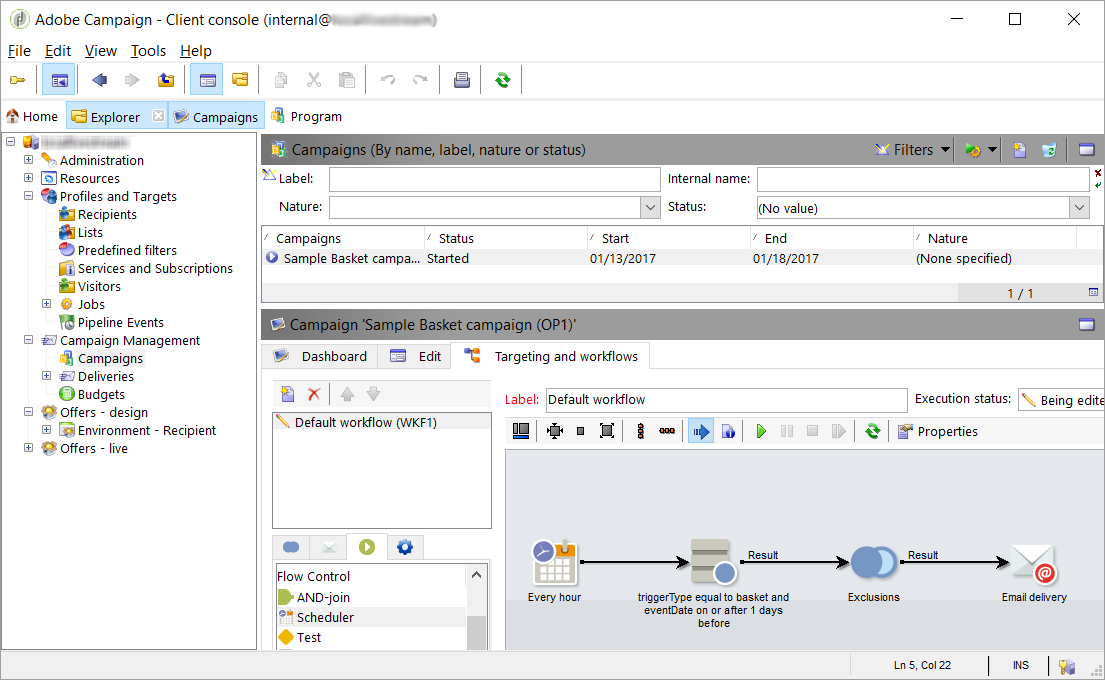 Adobe Campaign - Client console (internal@
File Edit View Tools Help
Home Explorer Campaigns Program
Administration
Resources
Profiles and Targets
Recipients
Lists
Predefined filters
Services and Subscriptions
Visitors
Jobs
Pipeline Events
Campaign Management
Campaigns
Deliveries
Budgets
Offers - design
Environment - Recipient
Offers - live
Campaigns (By name, label, nature or status) Filters
Label: Internal name:
Nature: Status: (No value)
Campaigns Status Start End Nature
Sample Basket campa... Started 01/13/2017 01/18/2017 (None specified)
1 / 1
Campaign 'Sample Basket campaign (OP1)'
Dashboard Edit Targeting and workflows
Default workflow (WKF1)
Flow Control
AND-join
Scheduler
Test
Label: Default workflow Execution status: Being edite
Properties
Result Result
Every hour
triggerType equal to basket and
eventDate on or after 1 days
before
Exclusions
Email delivery
Ln 5, Col 22 INS